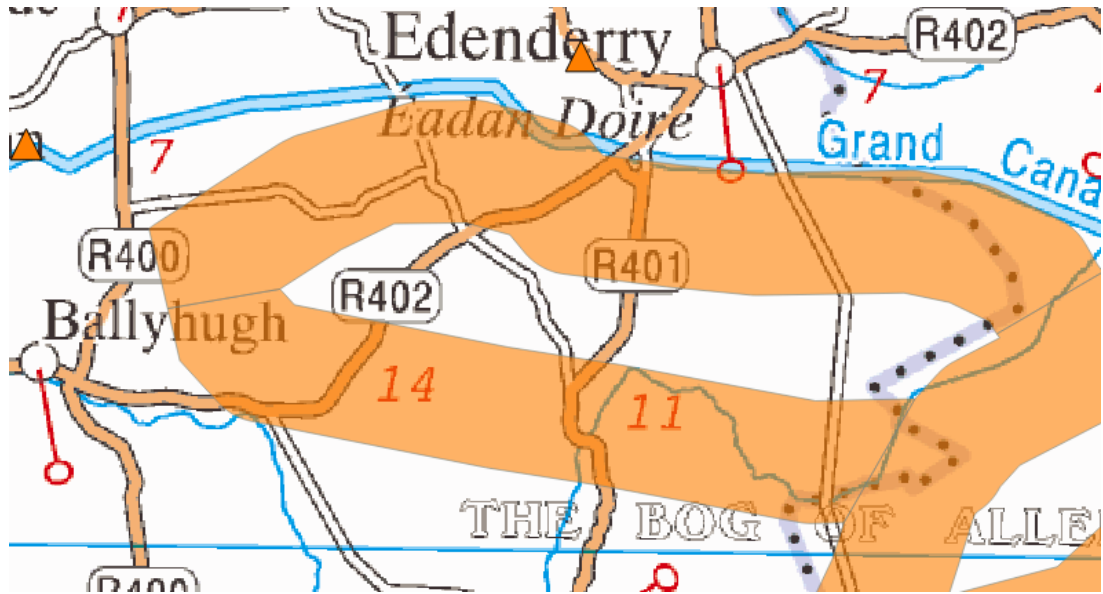 Edenderry
R402
Eadan Doire
7
7
Grand
Cana
R400
R401
R402
Ballyhugh
14
11
THE BOG OF ALLE
R400